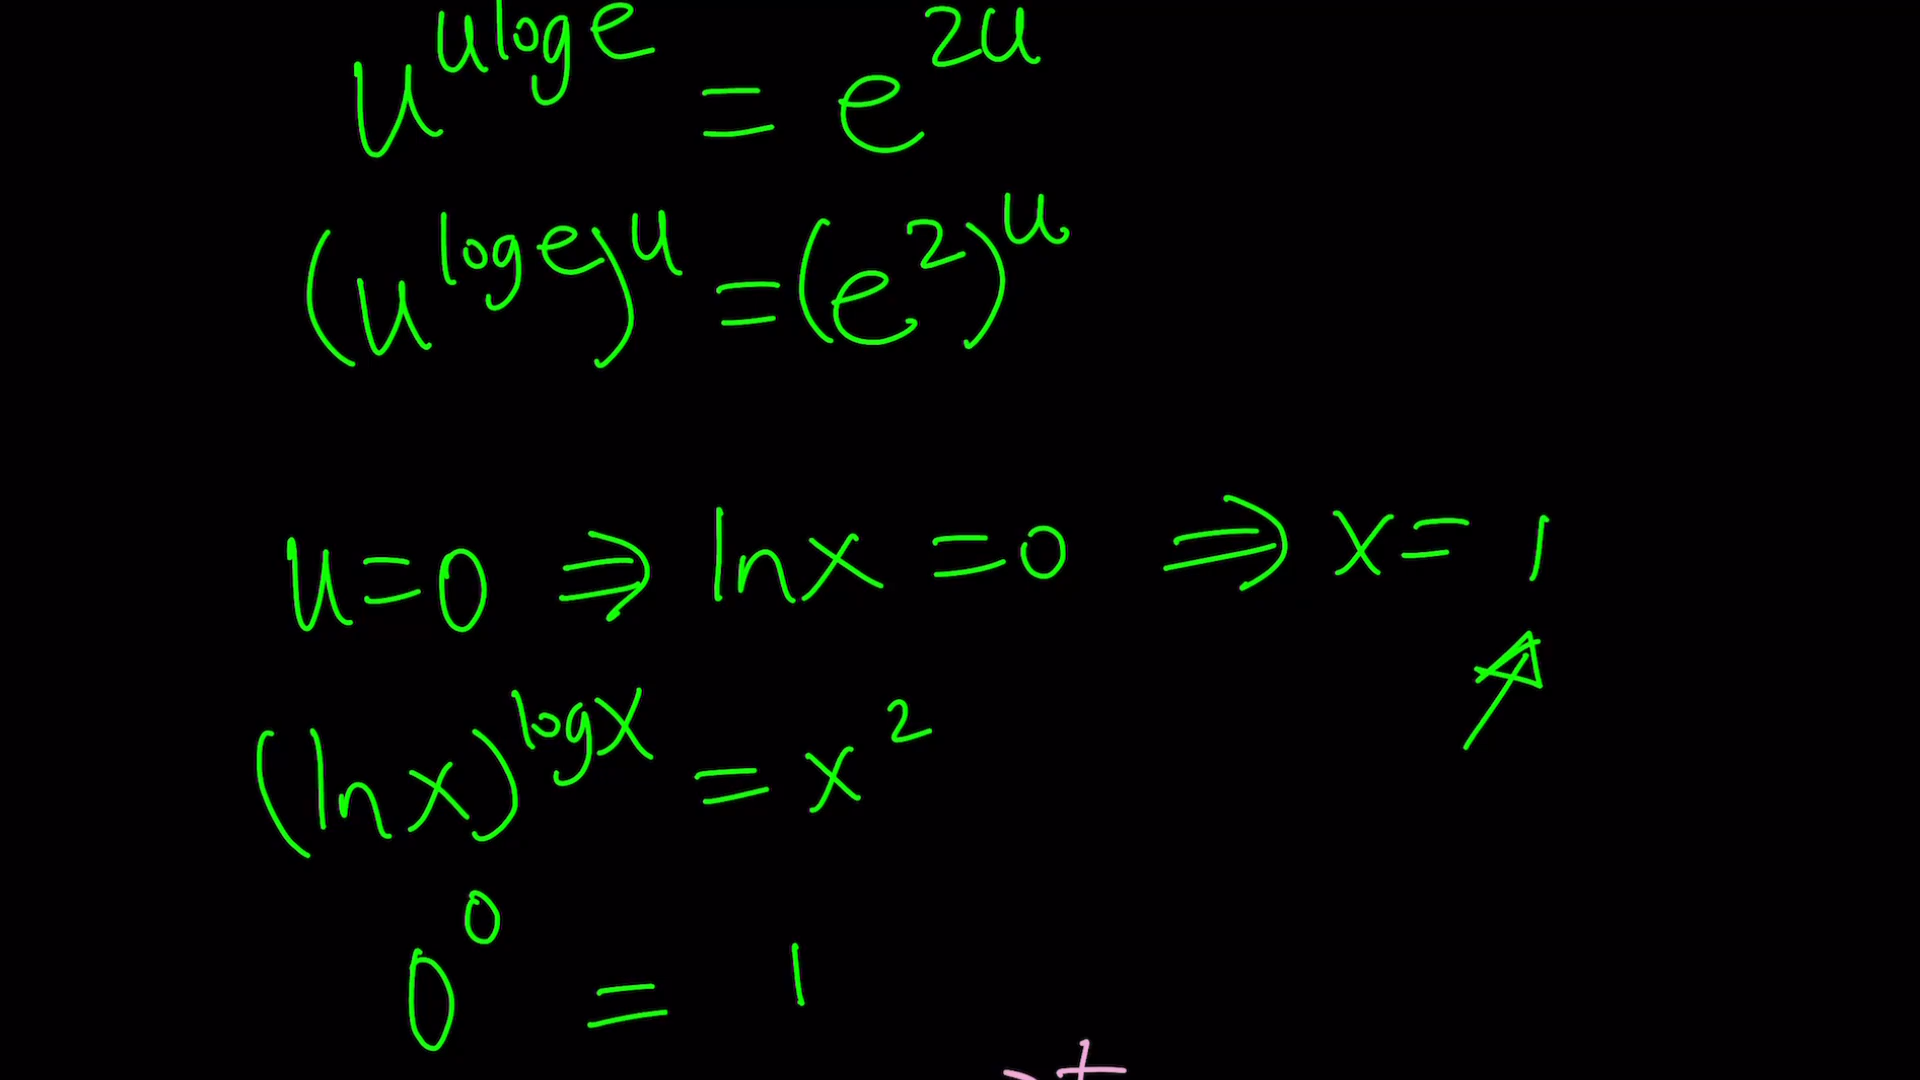 u^{u log e} = e^{2u}
(u^{log e})^u = (e^2)^u
u = 0 ⇒ ln x = 0 ⇒ x = 1
(ln x)^{log x} = x^2
0^0 = 1